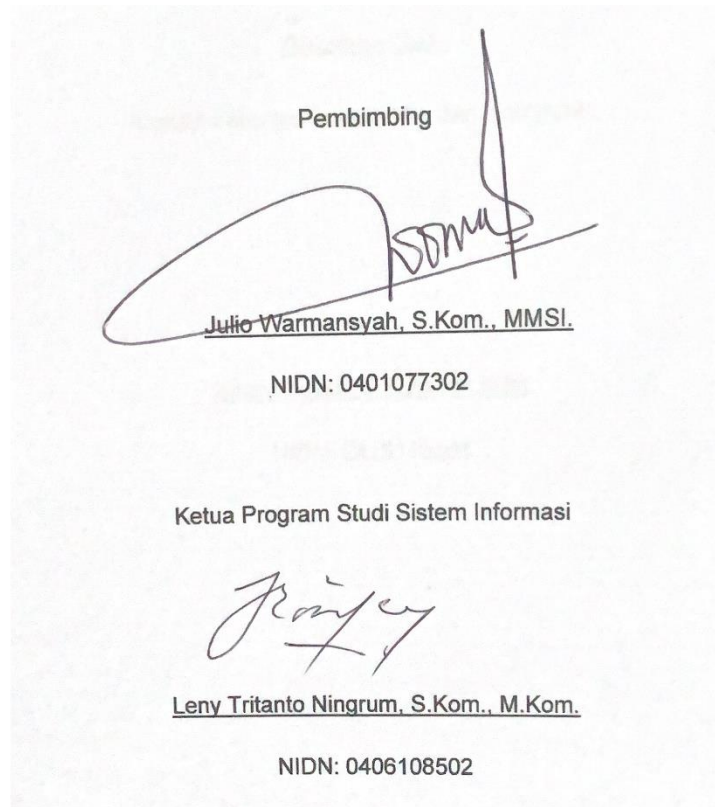 Pembimbing
Julio Warmansyah, S.Kom., MMSI.
NIDN: 0401077302
Ketua Program Studi Sistem Informasi
Leny Tritanto Ningrum, S.Kom., M.Kom.
NIDN: 0406108502